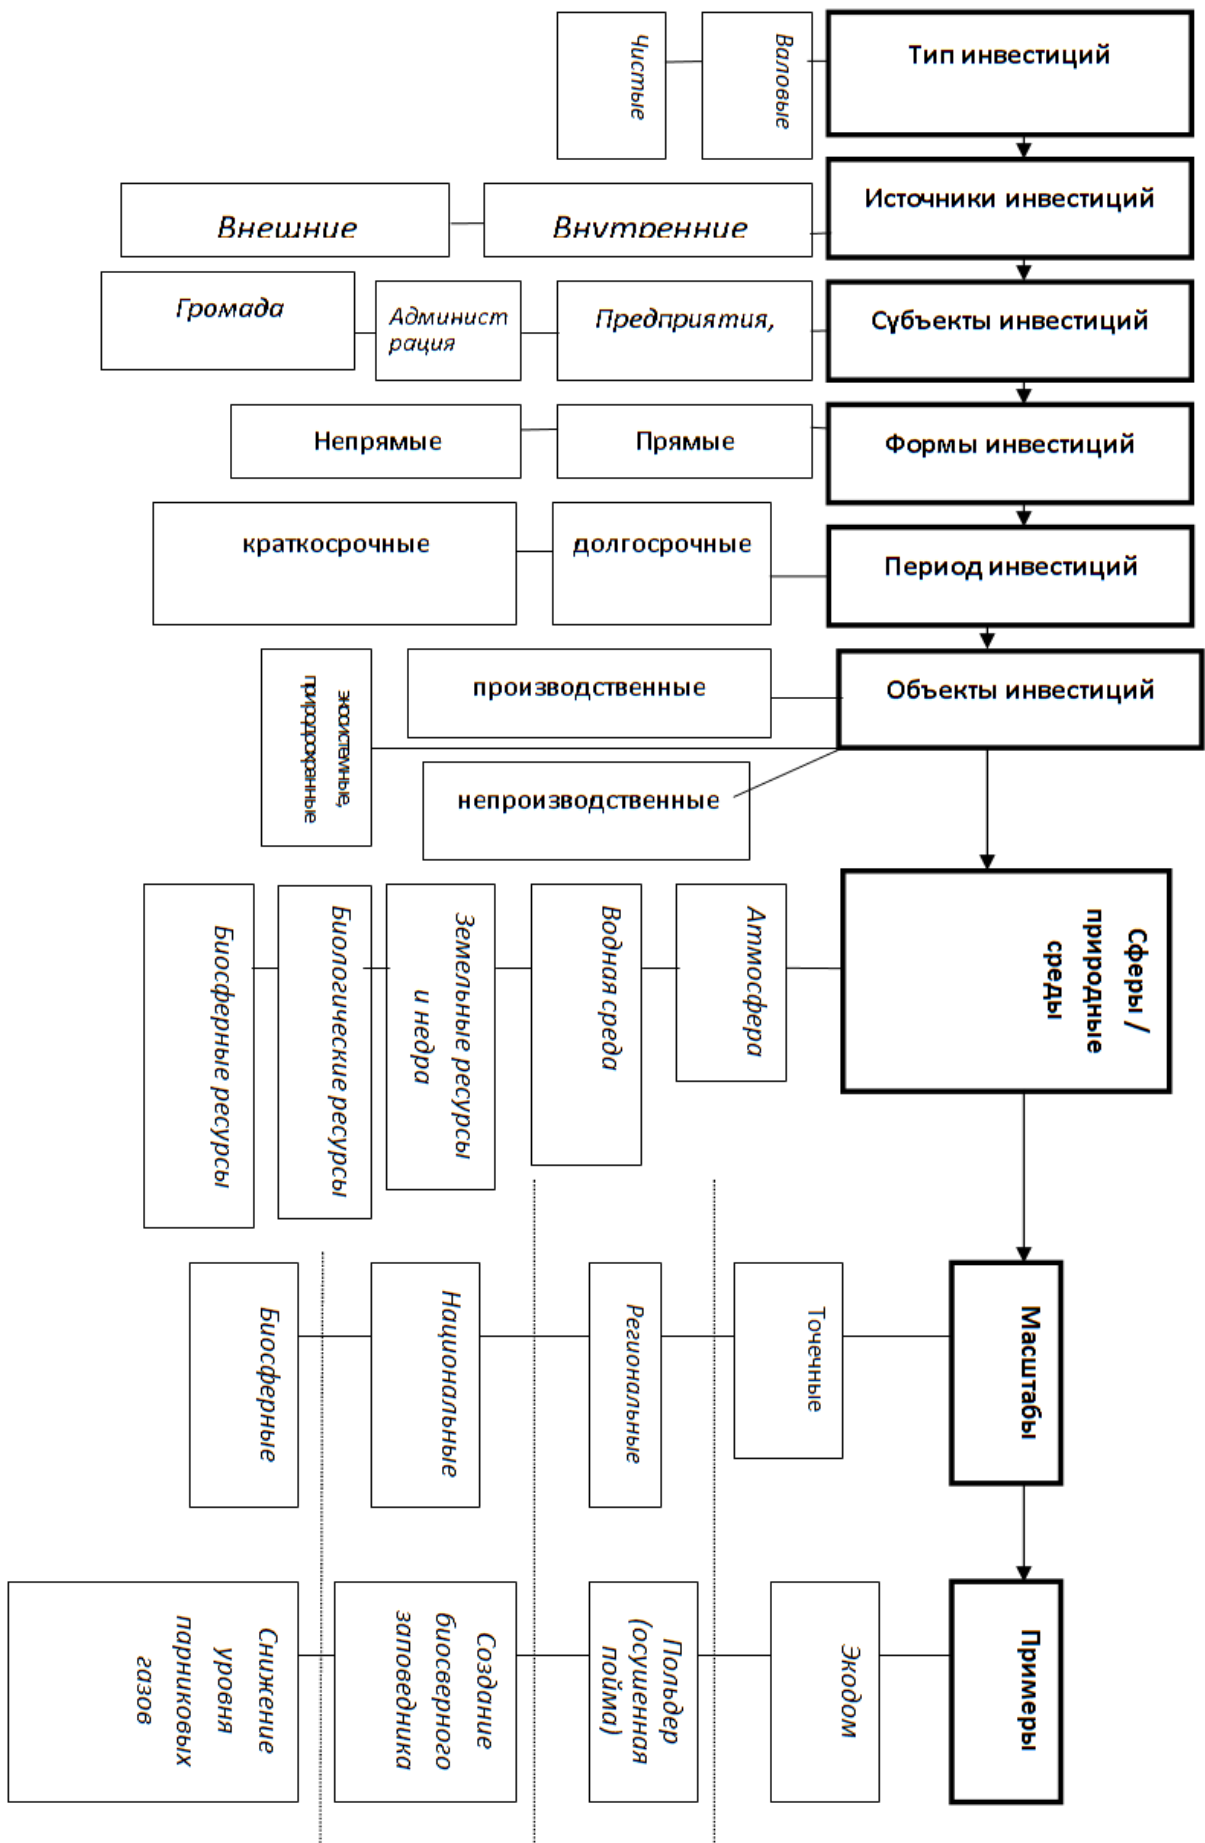 Тип инвестиций
Валовые
Чистые
Источники инвестиций
Внутренние
Внешние
Субъекты инвестиций
Предприятия,
Админист
рация
Громада
Формы инвестиций
Прямые
Непрямые
Период инвестиций
долгосрочные
краткосрочные
Объекты инвестиций
производственные
непроизводственные
экосистемные,
природоохранные
Сферы /
природные
среды
Атмосфера
Водная среда
Земельные ресурсы
и недра
Биологические ресурсы
Биосферные ресурсы
Масштабы
Точечные
Региональные
Национальные
Биосферные
Примеры
Экодом
Польдер
(осушенная
пойма)
Создание
биосверного
заповедника
Снижение
уровня
парниковых
газов